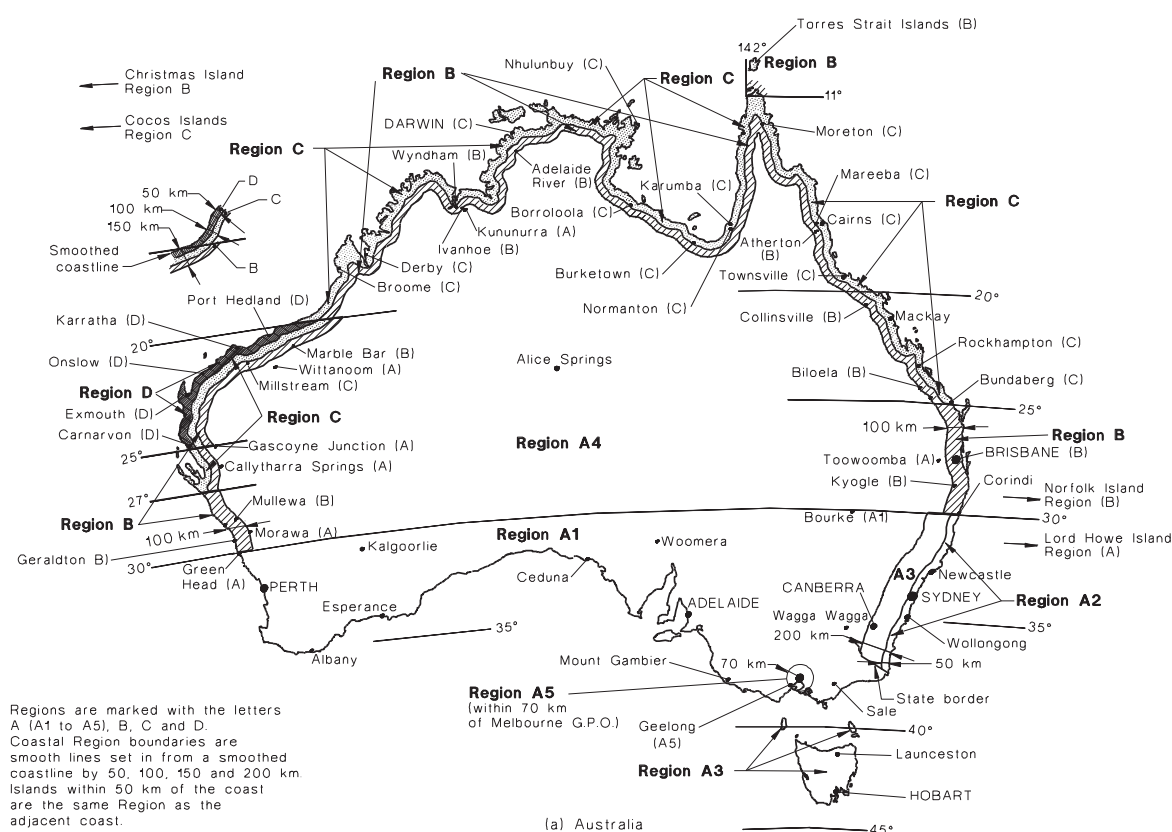 Torres Strait Islands (B)
142°
Region B
11°
Christmas Island
Region B
Cocos Islands
Region C
Region B
Nhulunbuy (C)
Region C
DARWIN (C)
Moreton (C)
Region C
Wyndham (B)
Adelaide
River (B)
Karumba (C)
Mareeba (C)
Region C
50 km
D
C
100 km
150 km
Smoothed
coastline
B
Borroloola (C)
Cairns (C)
Kununurra (A)
Ivanhoe
(B)
Atherton
(B)
Derby (C)
Burketown (C)
Townsville (C)
Broome (C)
Port Hedland (D)
Normanton
(C)
20°
Collinsville (B)
Mackay
Karratha (D)
20°
Rockhampton (C)
Marble Bar (B)
Alice Springs
Onslow (D)
Wittanoom (A)
Biloela (B)
Millstream (C)
Bundaberg (C)
Region D
Exmouth (D)
Region C
25°
100 km
Carnarvon (D)
Region A4
Region B
Gascoyne Junction (A)
25°
BRISBANE (B)
Toowoomba (A)
Callytharra Springs (A)
Kyogle (B)
Corindi
27°
Mullewa (B)
Norfolk Island
Region (B)
Region B
Bourke (A1)
30°
Morawa (A)
100 km
Region A1
Lord Howe Island
Region (A)
Geraldton B)
Kalgoorlie
Woomera
30°
Green
Head (A)
Ceduna
A3
Newcastle
PERTH
CANBERRA
SYDNEY
Region A2
Esperance
ADELAIDE
Wagga Wagga
35°
35°
200 km
Wollongong
Albany
Mount Gambier
70 km
50 km
Region A5
(within 70 km
of Melbourne G.P.O.)
State border
Sale
Geelong
(A5)
40°
Regions are marked with the letters
A (A1 to A5), B, C and D.
Coastal Region boundaries are
smooth lines set in from a smoothed
coastline by 50, 100, 150 and 200 km.
Islands within 50 km of the coast
are the same Region as the
adjacent coast.
Launceston
Region A3
HOBART
(a) Australia
45°